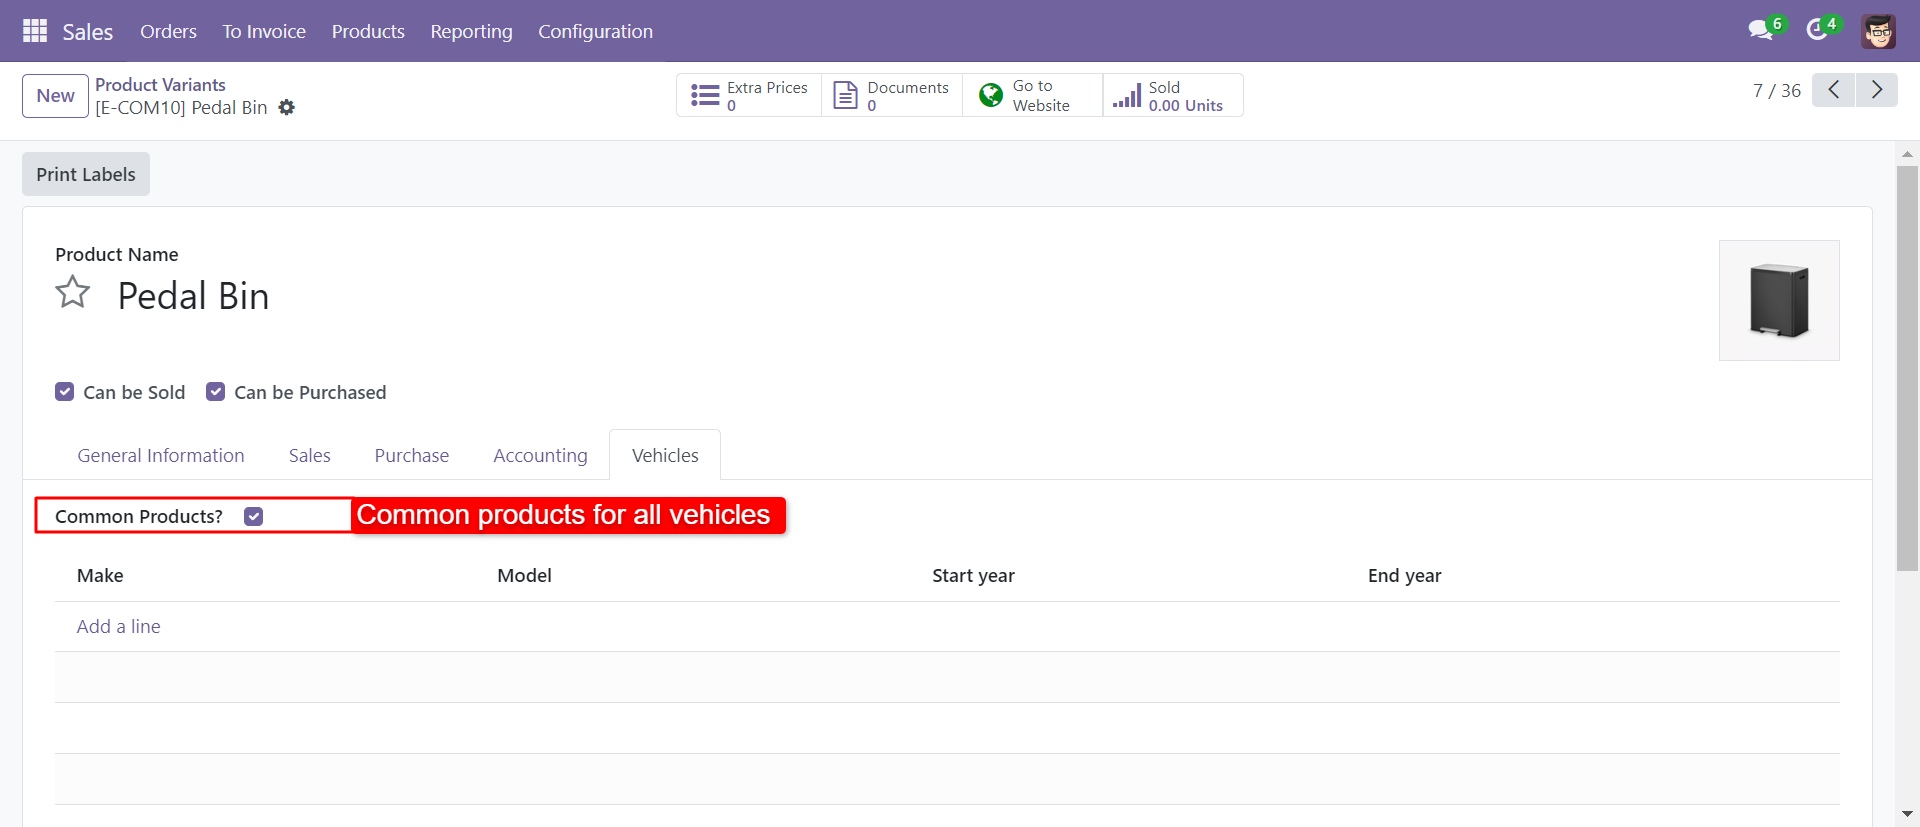 Sales Orders To Invoice Products Reporting Configuration 6 4
New
Product Variants
[E-COM10] Pedal Bin
Extra Prices
0
Documents
0
Go to
Website
Sold
0.00 Units
7 / 36
Print Labels
Product Name
Pedal Bin
Can be Sold Can be Purchased
General Information Sales Purchase Accounting Vehicles
Common Products? Common products for all vehicles
Make Model Start year End year
Add a line